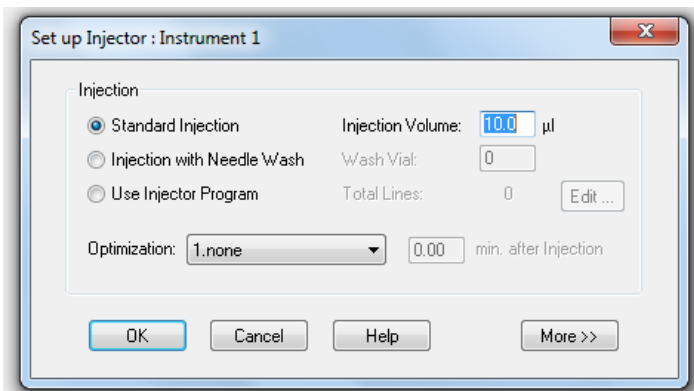 Set up Injector : Instrument 1
Injection
Standard Injection Injection Volume: 10.0 µl
Injection with Needle Wash Wash Vial: 0
Use Injector Program Total Lines: 0 Edit ...
Optimization: 1.none 0.00 min. after Injection
OK Cancel Help More >>